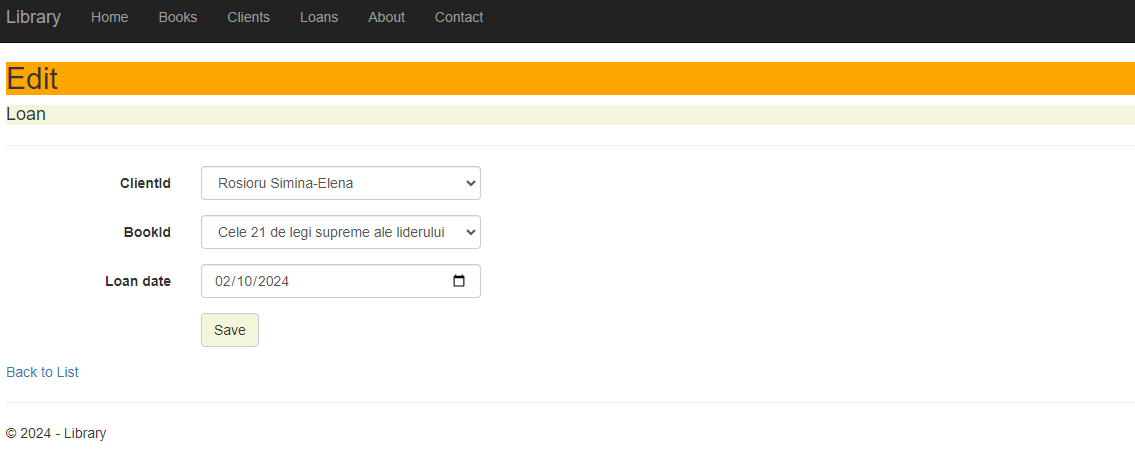 Library Home Books Clients Loans About Contact
Edit
Loan
ClientId Rosioru Simina-Elena
BookId Cele 21 de legi supreme ale liderului
Loan date 02/10/2024
Save
Back to List
© 2024 - Library